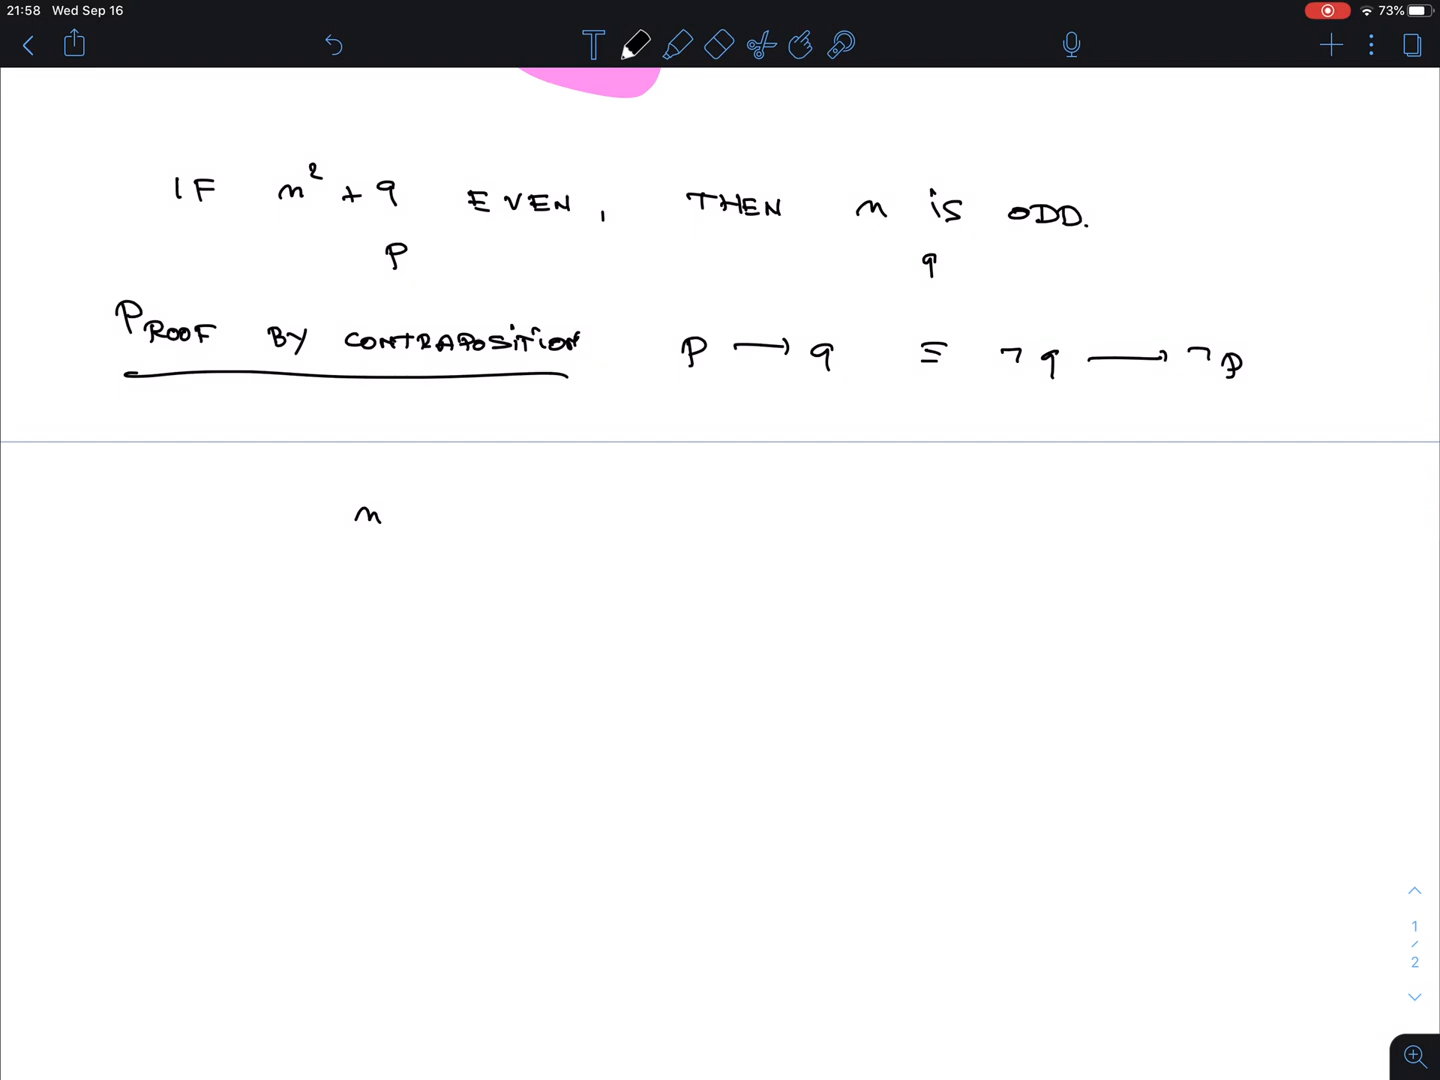 21:58 Wed Sep 16 73%
T
IF n² + 9 EVEN, THEN n is ODD.
P q
PROOF BY CONTRAPOSITION P → q ≡ ¬q → ¬P
n
1
/
2